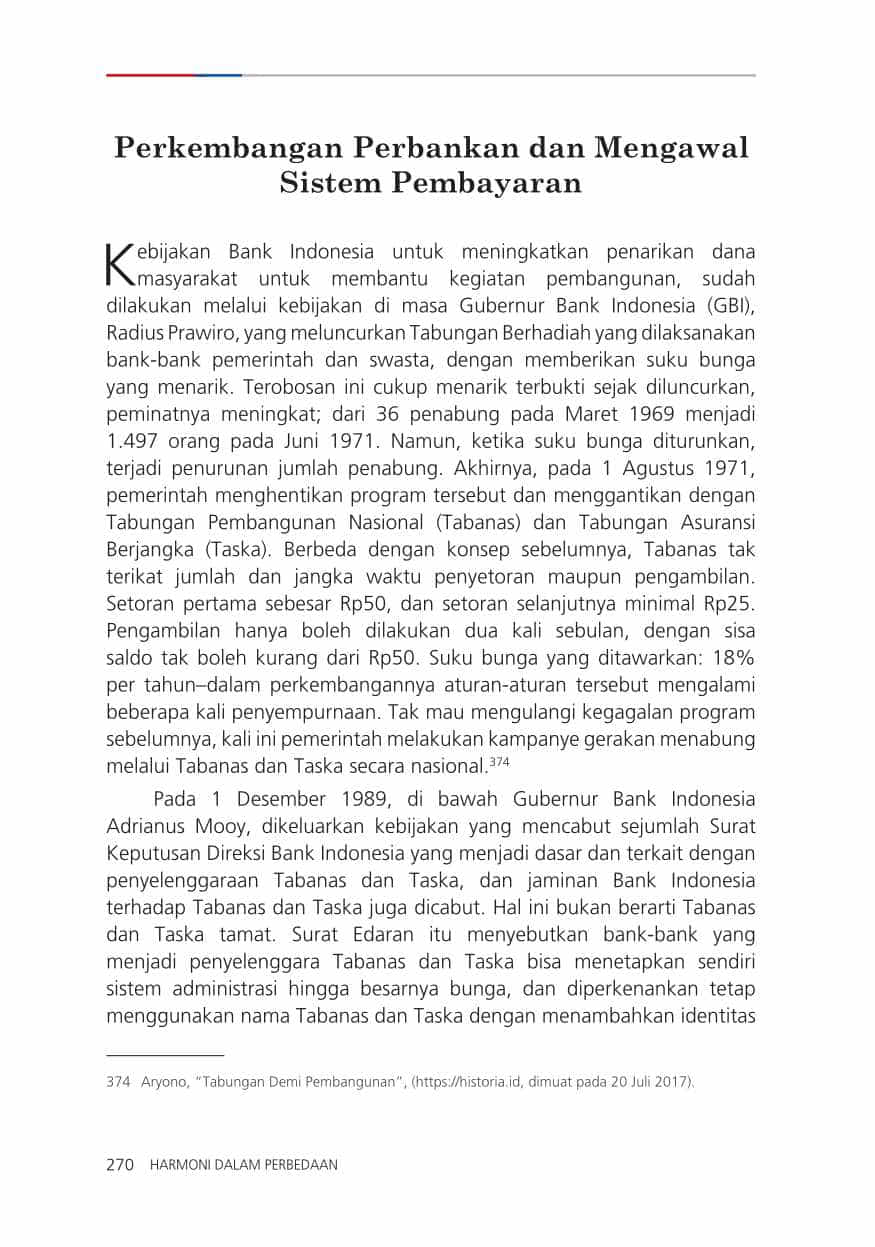 Perkembangan Perbankan dan Mengawal
Sistem Pembayaran
Kebijakan Bank Indonesia untuk meningkatkan penarikan dana
masyarakat untuk membantu kegiatan pembangunan, sudah
dilakukan melalui kebijakan di masa Gubernur Bank Indonesia (GBI),
Radius Prawiro, yang meluncurkan Tabungan Berhadiah yang dilaksanakan
bank-bank pemerintah dan swasta, dengan memberikan suku bunga
yang menarik. Terobosan ini cukup menarik terbukti sejak diluncurkan,
peminatnya meningkat; dari 36 penabung pada Maret 1969 menjadi
1.497 orang pada Juni 1971. Namun, ketika suku bunga diturunkan,
terjadi penurunan jumlah penabung. Akhirnya, pada 1 Agustus 1971,
pemerintah menghentikan program tersebut dan menggantikan dengan
Tabungan Pembangunan Nasional (Tabanas) dan Tabungan Asuransi
Berjangka (Taska). Berbeda dengan konsep sebelumnya, Tabanas tak
terikat jumlah dan jangka waktu penyetoran maupun pengambilan.
Setoran pertama sebesar Rp50, dan setoran selanjutnya minimal Rp25.
Pengambilan hanya boleh dilakukan dua kali sebulan, dengan sisa
saldo tak boleh kurang dari Rp50. Suku bunga yang ditawarkan: 18%
per tahun–dalam perkembangannya aturan-aturan tersebut mengalami
beberapa kali penyempurnaan. Tak mau mengulangi kegagalan program
sebelumnya, kali ini pemerintah melakukan kampanye gerakan menabung
melalui Tabanas dan Taska secara nasional.374
Pada 1 Desember 1989, di bawah Gubernur Bank Indonesia
Adrianus Mooy, dikeluarkan kebijakan yang mencabut sejumlah Surat
Keputusan Direksi Bank Indonesia yang menjadi dasar dan terkait dengan
penyelenggaraan Tabanas dan Taska, dan jaminan Bank Indonesia
terhadap Tabanas dan Taska juga dicabut. Hal ini bukan berarti Tabanas
dan Taska tamat. Surat Edaran itu menyebutkan bank-bank yang
menjadi penyelenggara Tabanas dan Taska bisa menetapkan sendiri
sistem administrasi hingga besarnya bunga, dan diperkenankan tetap
menggunakan nama Tabanas dan Taska dengan menambahkan identitas
374 Aryono, “Tabungan Demi Pembangunan”, (https://historia.id, dimuat pada 20 Juli 2017).
270 HARMONI DALAM PERBEDAAN